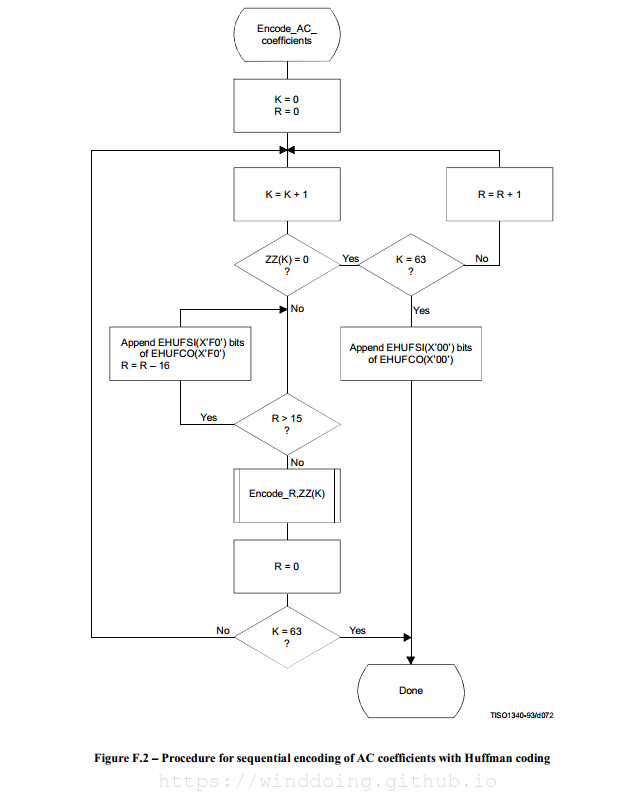 Encode_AC_
coefficients
K = 0
R = 0
K = K + 1
R = R + 1
ZZ(K) = 0
?
Yes
K = 63
?
No
No
Yes
Append EHUFSI(X'F0') bits
of EHUFCO(X'F0')
R = R – 16
Append EHUFSI(X'00') bits
of EHUFCO(X'00')
Yes
R > 15
?
No
Encode_R,ZZ(K)
R = 0
No
K = 63
?
Yes
Done
TISO1340-93/d072
Figure F.2 – Procedure for sequential encoding of AC coefficients with Huffman coding
https://winddoing.github.io